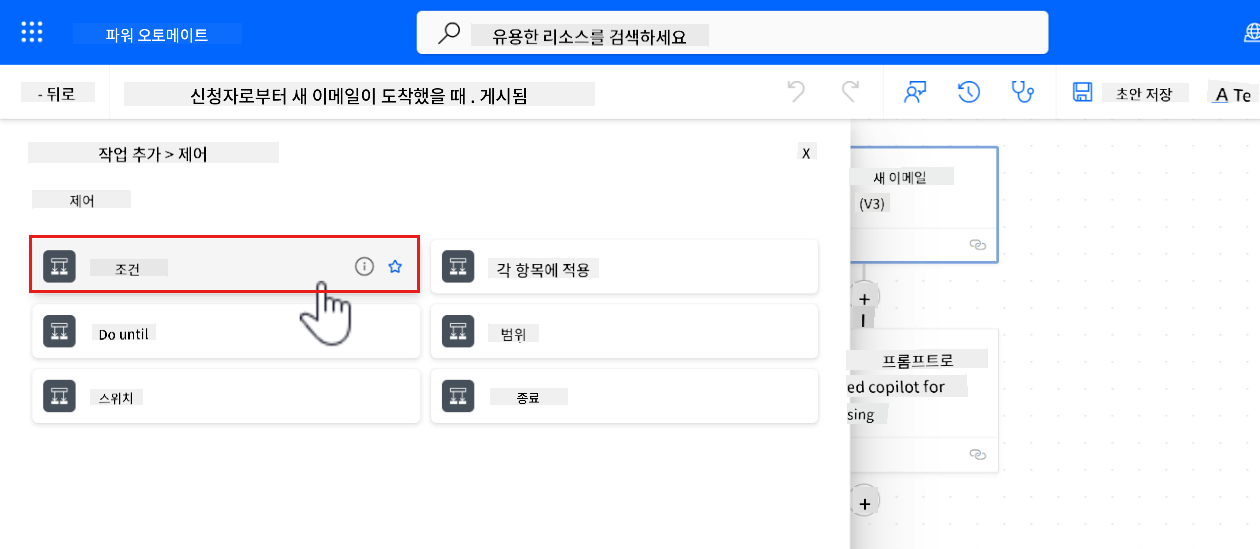 파워 오토메이트
유용한 리소스를 검색하세요
- 뒤로
신청자로부터 새 이메일이 도착했을 때 . 게시됨
초안 저장
A Te
작업 추가 > 제어
X
제어
조건
각 항목에 적용
Do until
범위
스위치
종료
새 이메일
(V3)
프롬프트로
ed copilot for
sing